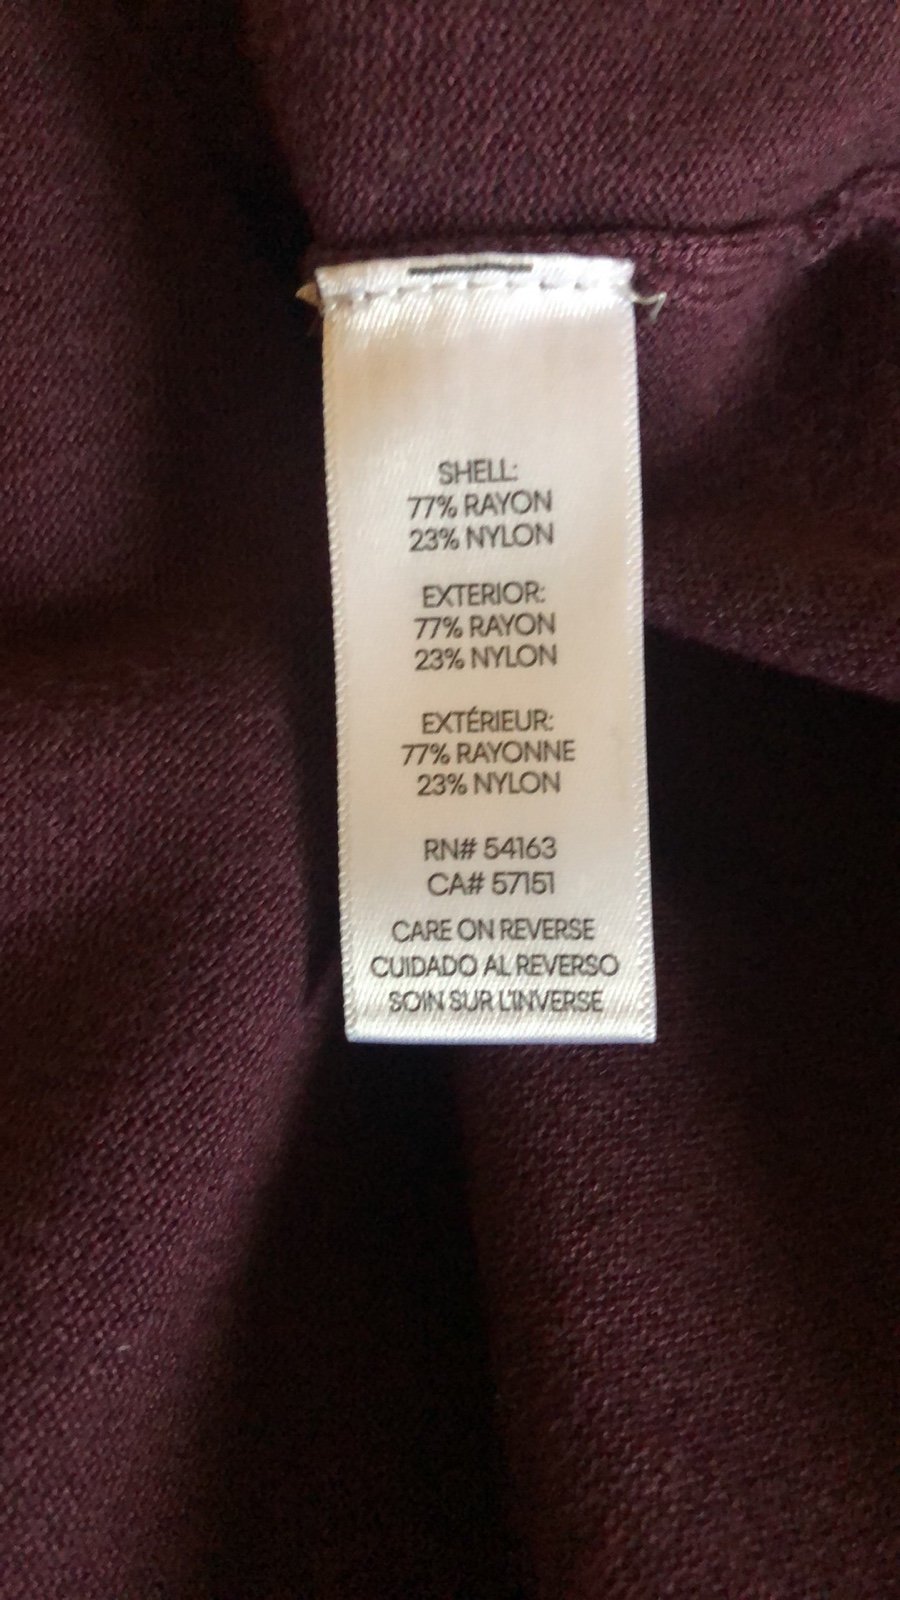 SHELL:
77% RAYON
23% NYLON
EXTERIOR:
77% RAYON
23% NYLON
EXTÉRIEUR:
77% RAYONNE
23% NYLON
RN# 54163
CA# 57151
CARE ON REVERSE
CUIDADO AL REVERSO
SOIN SUR L'INVERSE